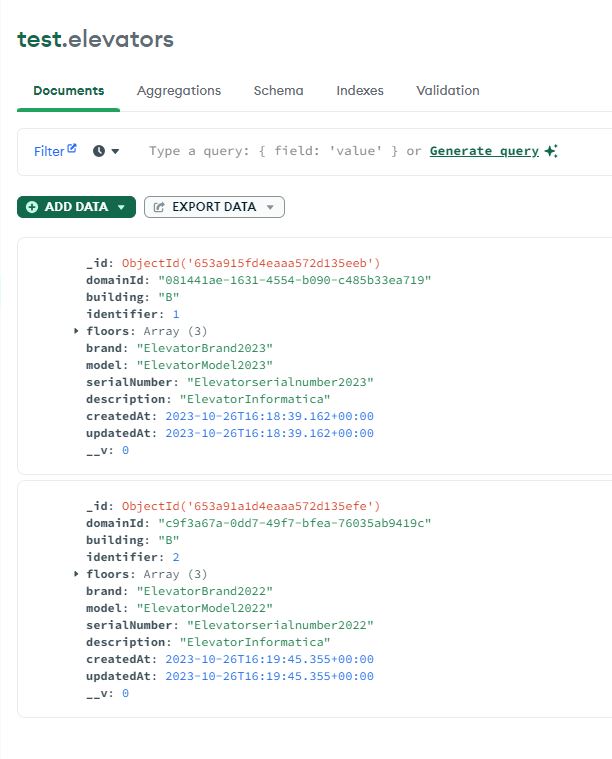 test.elevators
Documents Aggregations Schema Indexes Validation
Filter Type a query: { field: 'value' } or Generate query
ADD DATA EXPORT DATA
_id: ObjectId('653a915fd4eaaa572d135eeb')
domainId: "081441ae-1631-4554-b090-c485b33ea719"
building: "B"
identifier: 1
floors: Array (3)
brand: "ElevatorBrand2023"
model: "ElevatorModel2023"
serialNumber: "Elevatorserialnumber2023"
description: "ElevatorInformatica"
createdAt: 2023-10-26T16:18:39.162+00:00
updatedAt: 2023-10-26T16:18:39.162+00:00
__v: 0
_id: ObjectId('653a91a1d4eaaa572d135efe')
domainId: "c9f3a67a-0dd7-49f7-bfea-76035ab9419c"
building: "B"
identifier: 2
floors: Array (3)
brand: "ElevatorBrand2022"
model: "ElevatorModel2022"
serialNumber: "Elevatorserialnumber2022"
description: "ElevatorInformatica"
createdAt: 2023-10-26T16:19:45.355+00:00
updatedAt: 2023-10-26T16:19:45.355+00:00
__v: 0